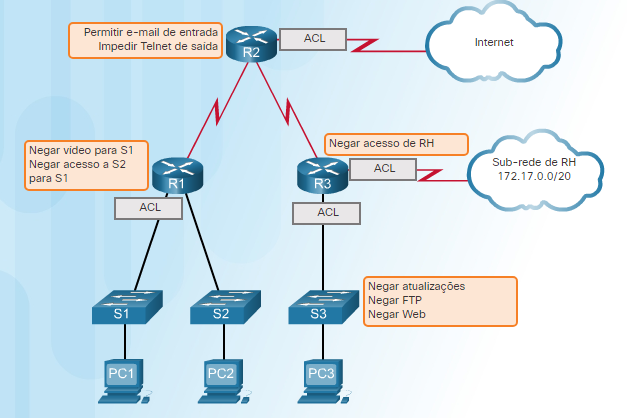 Permitir e-mail de entrada
Impedir Telnet de saída
ACL
R2
Internet
Negar vídeo para S1
Negar acesso a S2
para S1
Negar acesso de RH
R1
R3
ACL
Sub-rede de RH
172.17.0.0/20
ACL
ACL
Negar atualizações
Negar FTP
Negar Web
S1
S2
S3
PC1
PC2
PC3